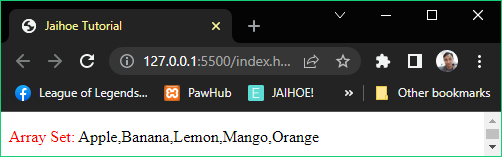 Jaihoe Tutorial
127.0.0.1:5500/index.h...
League of Legends... PawHub JAIHOE! » Other bookmarks
Array Set: Apple,Banana,Lemon,Mango,Orange